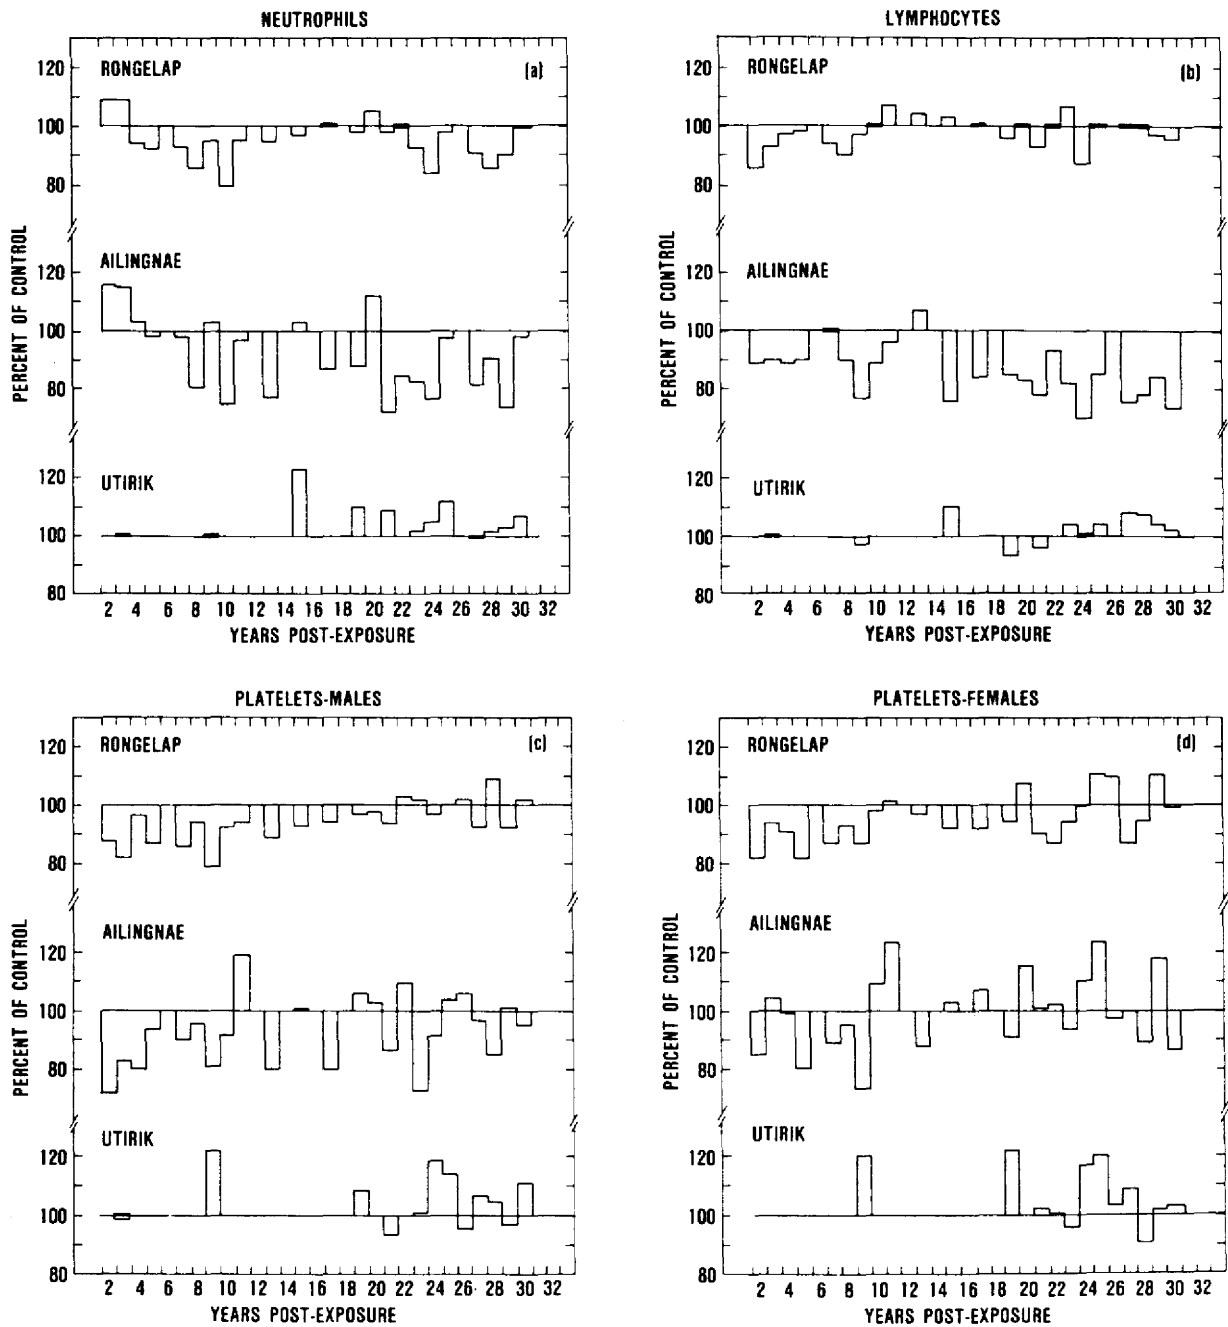 NEUTROPHILS
RONGELAP
(a)
120
100
80
AILINGNAE
120
100
80
UTIRIK
120
100
80
PERCENT OF CONTROL
2 4 6 8 10 12 14 16 18 20 22 24 26 28 30 32
YEARS POST-EXPOSURE
LYMPHOCYTES
RONGELAP
(b)
120
100
80
AILINGNAE
120
100
80
UTIRIK
120
100
80
PERCENT OF CONTROL
2 4 6 8 10 12 14 16 18 20 22 24 26 28 30 32
YEARS POST-EXPOSURE
PLATELETS-MALES
RONGELAP
(c)
120
100
80
AILINGNAE
120
100
80
UTIRIK
120
100
80
PERCENT OF CONTROL
2 4 6 8 10 12 14 16 18 20 22 24 26 28 30 32
YEARS POST-EXPOSURE
PLATELETS-FEMALES
RONGELAP
(d)
120
100
80
AILINGNAE
120
100
80
UTIRIK
120
100
80
PERCENT OF CONTROL
2 4 6 8 10 12 14 16 18 20 22 24 26 28 30 32
YEARS POST-EXPOSURE